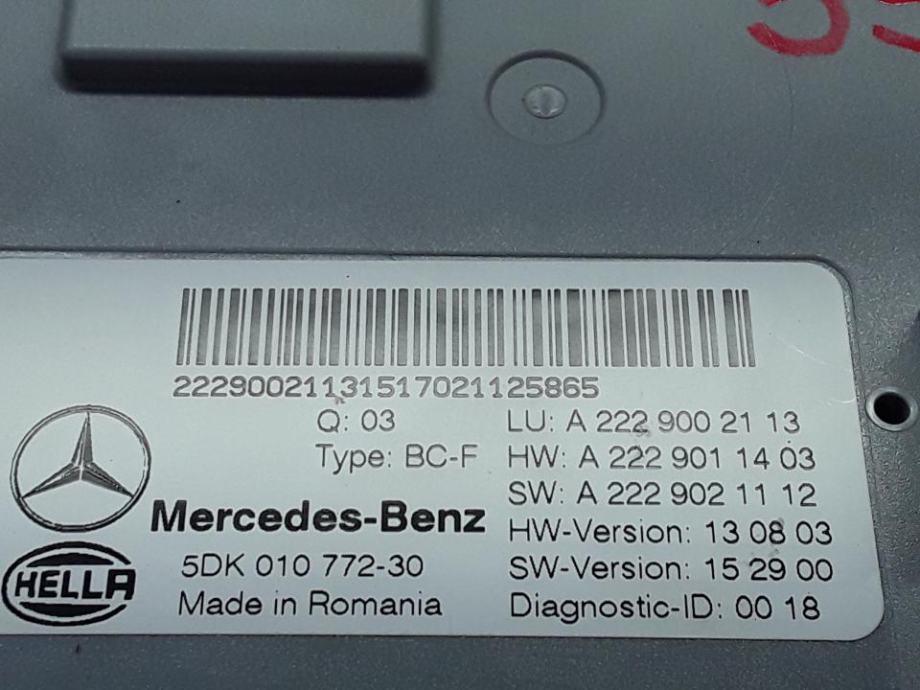 22290021131517021125865
Q: 03
Type: BC-F
LU: A 222 900 21 13
HW: A 222 901 14 03
SW: A 222 902 11 12
HW-Version: 13 08 03
SW-Version: 15 29 00
Diagnostic-ID: 00 18
Mercedes-Benz
HELLA
5DK 010 772-30
Made in Romania